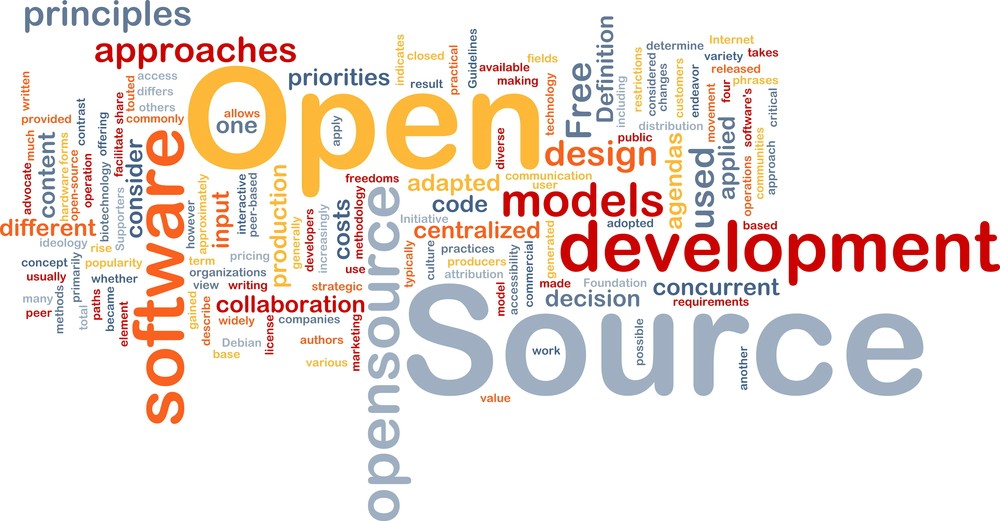 principles
approaches
Open
priorities
indicates
closed
result
practical
Guidelines
available
making
fields
technology
Free
Definition
including
restrictions
determine
considered
changes
customers
endeavor
Internet
variety
takes
released
phrases
movement
four
software's
critical
distribution
public
written
provided
much
advocate
content
hardware
forms
open-source
contrast
operation
offering
biotechnology
facilitate
share
touted
access
differs
others
commonly
Supporters
consider
software
allows
one
apply
diverse
design
agendas
used
applied
operations
communities
approach
different
ideology
rise
concept
popularity
usually
primarily
whether
many
peer
methods
total
paths
became
element
however
approximately
input
interactive
peer-based
production
generally
developers
increasingly
costs
methodology
freedoms
use
opensource
adapted
communication
user
code
models
Initiative
centralized
adopted
based
development
term
pricing
organizations
view
writing
strategic
collaboration
gained
describe
widely
companies
Debian
base
license
authors
various
marketing
typically
culture
practices
producers
attribution
model
accessibility
commercial
generated
made
Foundation
decision
concurrent
requirements
Source
work
possible
another
value